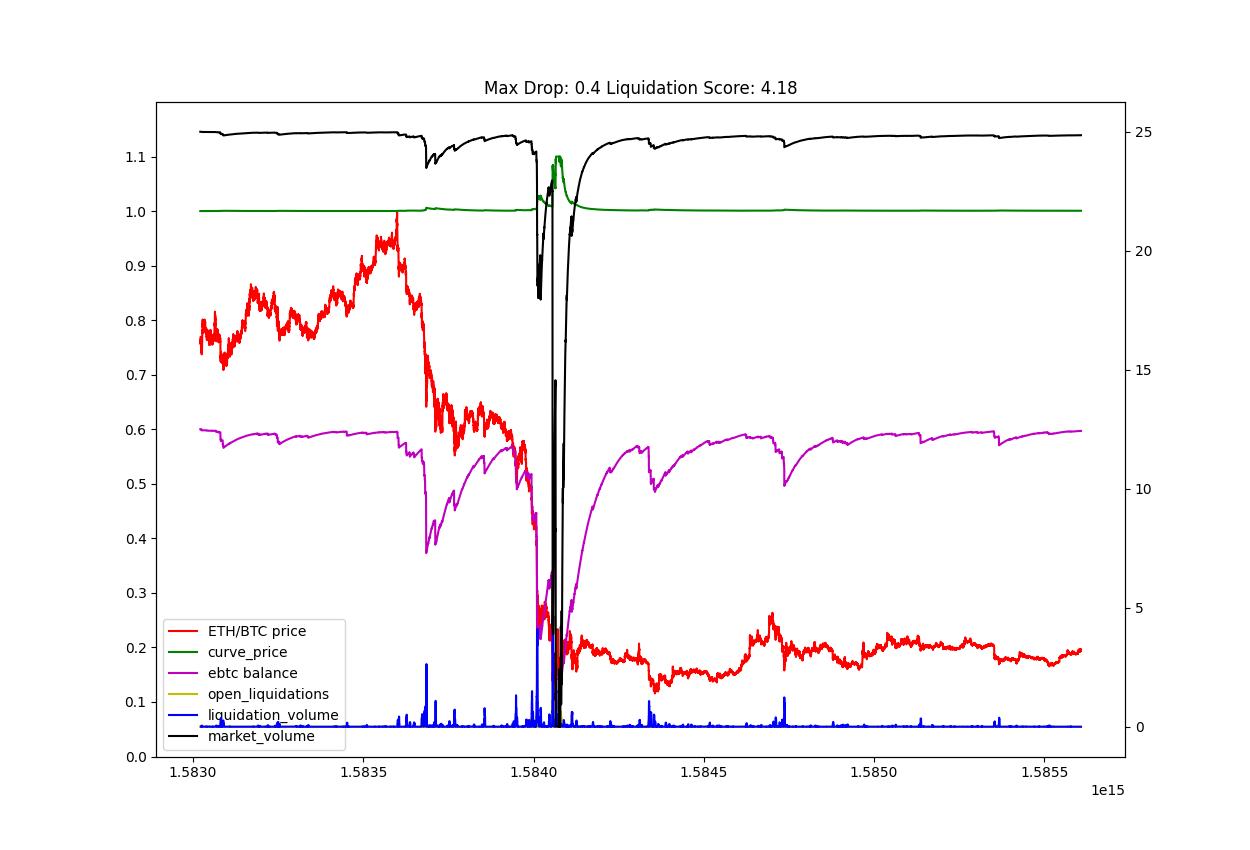 Max Drop: 0.4 Liquidation Score: 4.18
1.1
1.0
0.9
0.8
0.7
0.6
0.5
0.4
0.3
0.2
0.1
0.0
25
20
15
10
5
0
ETH/BTC price
curve_price
ebtc balance
open_liquidations
liquidation_volume
market_volume
1.5830 1.5835 1.5840 1.5845 1.5850 1.5855
1e15